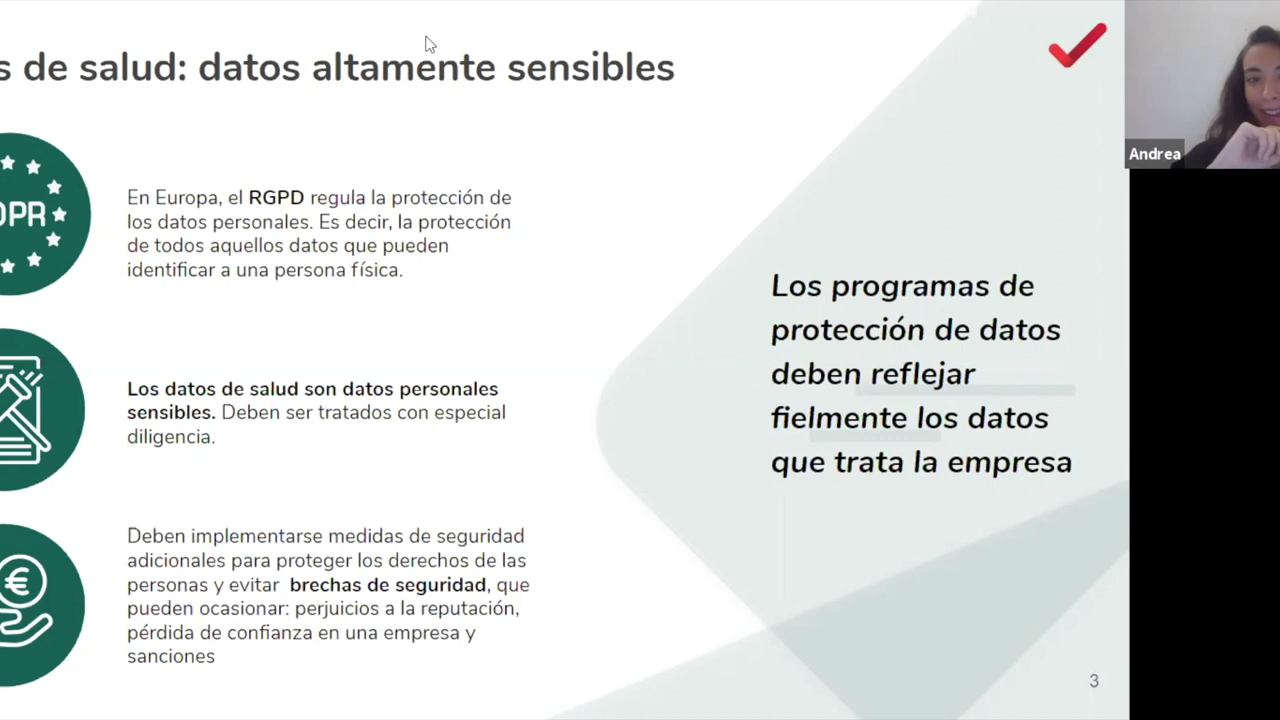 s de salud: datos altamente sensibles
Andrea
DPR
En Europa, el RGPD regula la protección de
los datos personales. Es decir, la protección
de todos aquellos datos que pueden
identificar a una persona física.
Los datos de salud son datos personales
sensibles. Deben ser tratados con especial
diligencia.
Deben implementarse medidas de seguridad
adicionales para proteger los derechos de las
personas y evitar brechas de seguridad, que
pueden ocasionar: perjuicios a la reputación,
pérdida de confianza en una empresa y
sanciones
Los programas de
protección de datos
deben reflejar
fielmente los datos
que trata la empresa
3